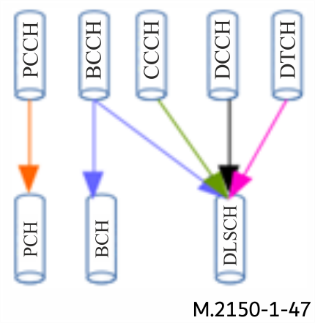 PCCH
BCCH
CCCH
DCCH
DTCH
PCH
BCH
DLSCH
M.2150-1-47